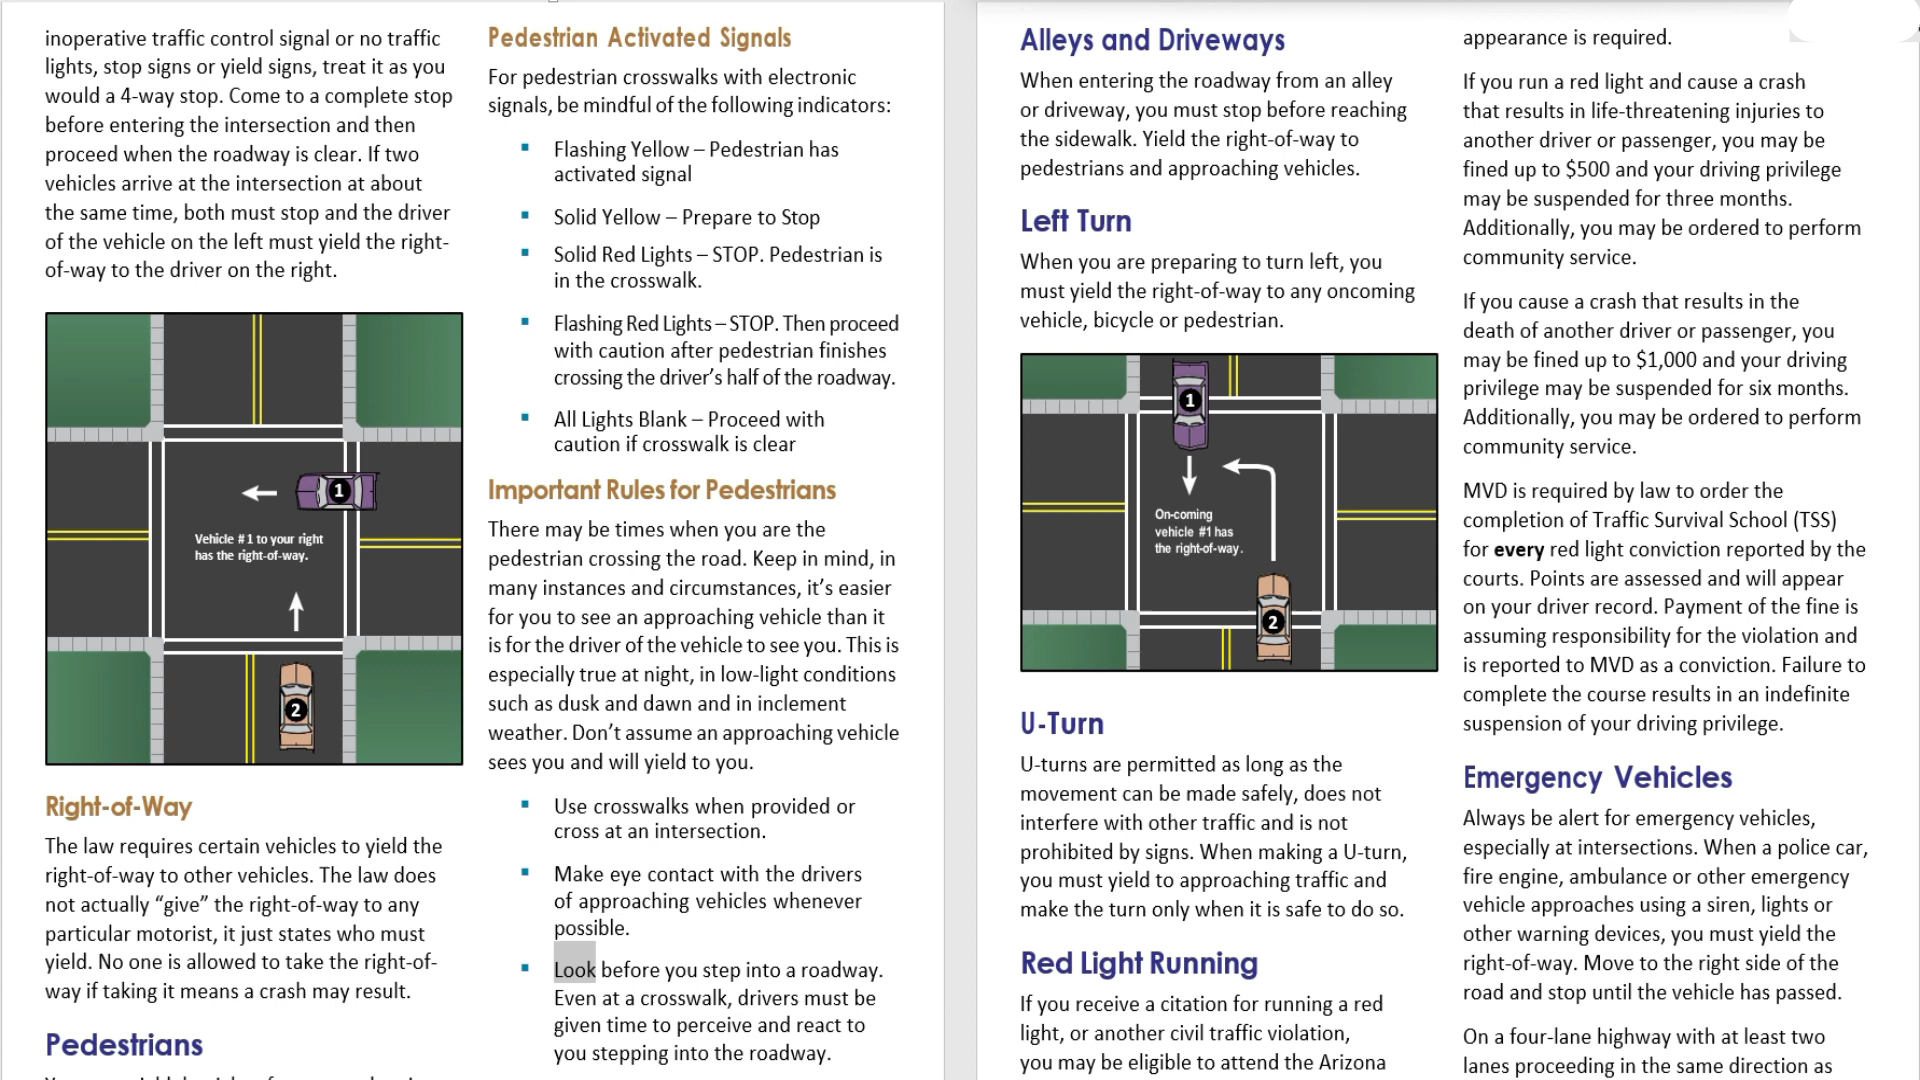 inoperative traffic control signal or no traffic
lights, stop signs or yield signs, treat it as you
would a 4-way stop. Come to a complete stop
before entering the intersection and then
proceed when the roadway is clear. If two
vehicles arrive at the intersection at about
the same time, both must stop and the driver
of the vehicle on the left must yield the right-
of-way to the driver on the right.
1
Vehicle #1 to your right
has the right-of-way.
2
Right-of-Way
The law requires certain vehicles to yield the
right-of-way to other vehicles. The law does
not actually “give” the right-of-way to any
particular motorist, it just states who must
yield. No one is allowed to take the right-of-
way if taking it means a crash may result.
Pedestrians
Pedestrian Activated Signals
For pedestrian crosswalks with electronic
signals, be mindful of the following indicators:
▪ Flashing Yellow – Pedestrian has
activated signal
▪ Solid Yellow – Prepare to Stop
▪ Solid Red Lights – STOP. Pedestrian is
in the crosswalk.
▪ Flashing Red Lights – STOP. Then proceed
with caution after pedestrian finishes
crossing the driver’s half of the roadway.
▪ All Lights Blank – Proceed with
caution if crosswalk is clear
Important Rules for Pedestrians
There may be times when you are the
pedestrian crossing the road. Keep in mind, in
many instances and circumstances, it’s easier
for you to see an approaching vehicle than it
is for the driver of the vehicle to see you. This is
especially true at night, in low-light conditions
such as dusk and dawn and in inclement
weather. Don’t assume an approaching vehicle
sees you and will yield to you.
▪ Use crosswalks when provided or
cross at an intersection.
▪ Make eye contact with the drivers
of approaching vehicles whenever
possible.
▪ Look before you step into a roadway.
Even at a crosswalk, drivers must be
given time to perceive and react to
you stepping into the roadway.
Alleys and Driveways
When entering the roadway from an alley
or driveway, you must stop before reaching
the sidewalk. Yield the right-of-way to
pedestrians and approaching vehicles.
Left Turn
When you are preparing to turn left, you
must yield the right-of-way to any oncoming
vehicle, bicycle or pedestrian.
1
On-coming
vehicle #1 has
the right-of-way.
2
U-Turn
U-turns are permitted as long as the
movement can be made safely, does not
interfere with other traffic and is not
prohibited by signs. When making a U-turn,
you must yield to approaching traffic and
make the turn only when it is safe to do so.
Red Light Running
If you receive a citation for running a red
light, or another civil traffic violation,
you may be eligible to attend the Arizona
appearance is required.
If you run a red light and cause a crash
that results in life-threatening injuries to
another driver or passenger, you may be
fined up to $500 and your driving privilege
may be suspended for three months.
Additionally, you may be ordered to perform
community service.
If you cause a crash that results in the
death of another driver or passenger, you
may be fined up to $1,000 and your driving
privilege may be suspended for six months.
Additionally, you may be ordered to perform
community service.
MVD is required by law to order the
completion of Traffic Survival School (TSS)
for every red light conviction reported by the
courts. Points are assessed and will appear
on your driver record. Payment of the fine is
assuming responsibility for the violation and
is reported to MVD as a conviction. Failure to
complete the course results in an indefinite
suspension of your driving privilege.
Emergency Vehicles
Always be alert for emergency vehicles,
especially at intersections. When a police car,
fire engine, ambulance or other emergency
vehicle approaches using a siren, lights or
other warning devices, you must yield the
right-of-way. Move to the right side of the
road and stop until the vehicle has passed.
On a four-lane highway with at least two
lanes proceeding in the same direction as